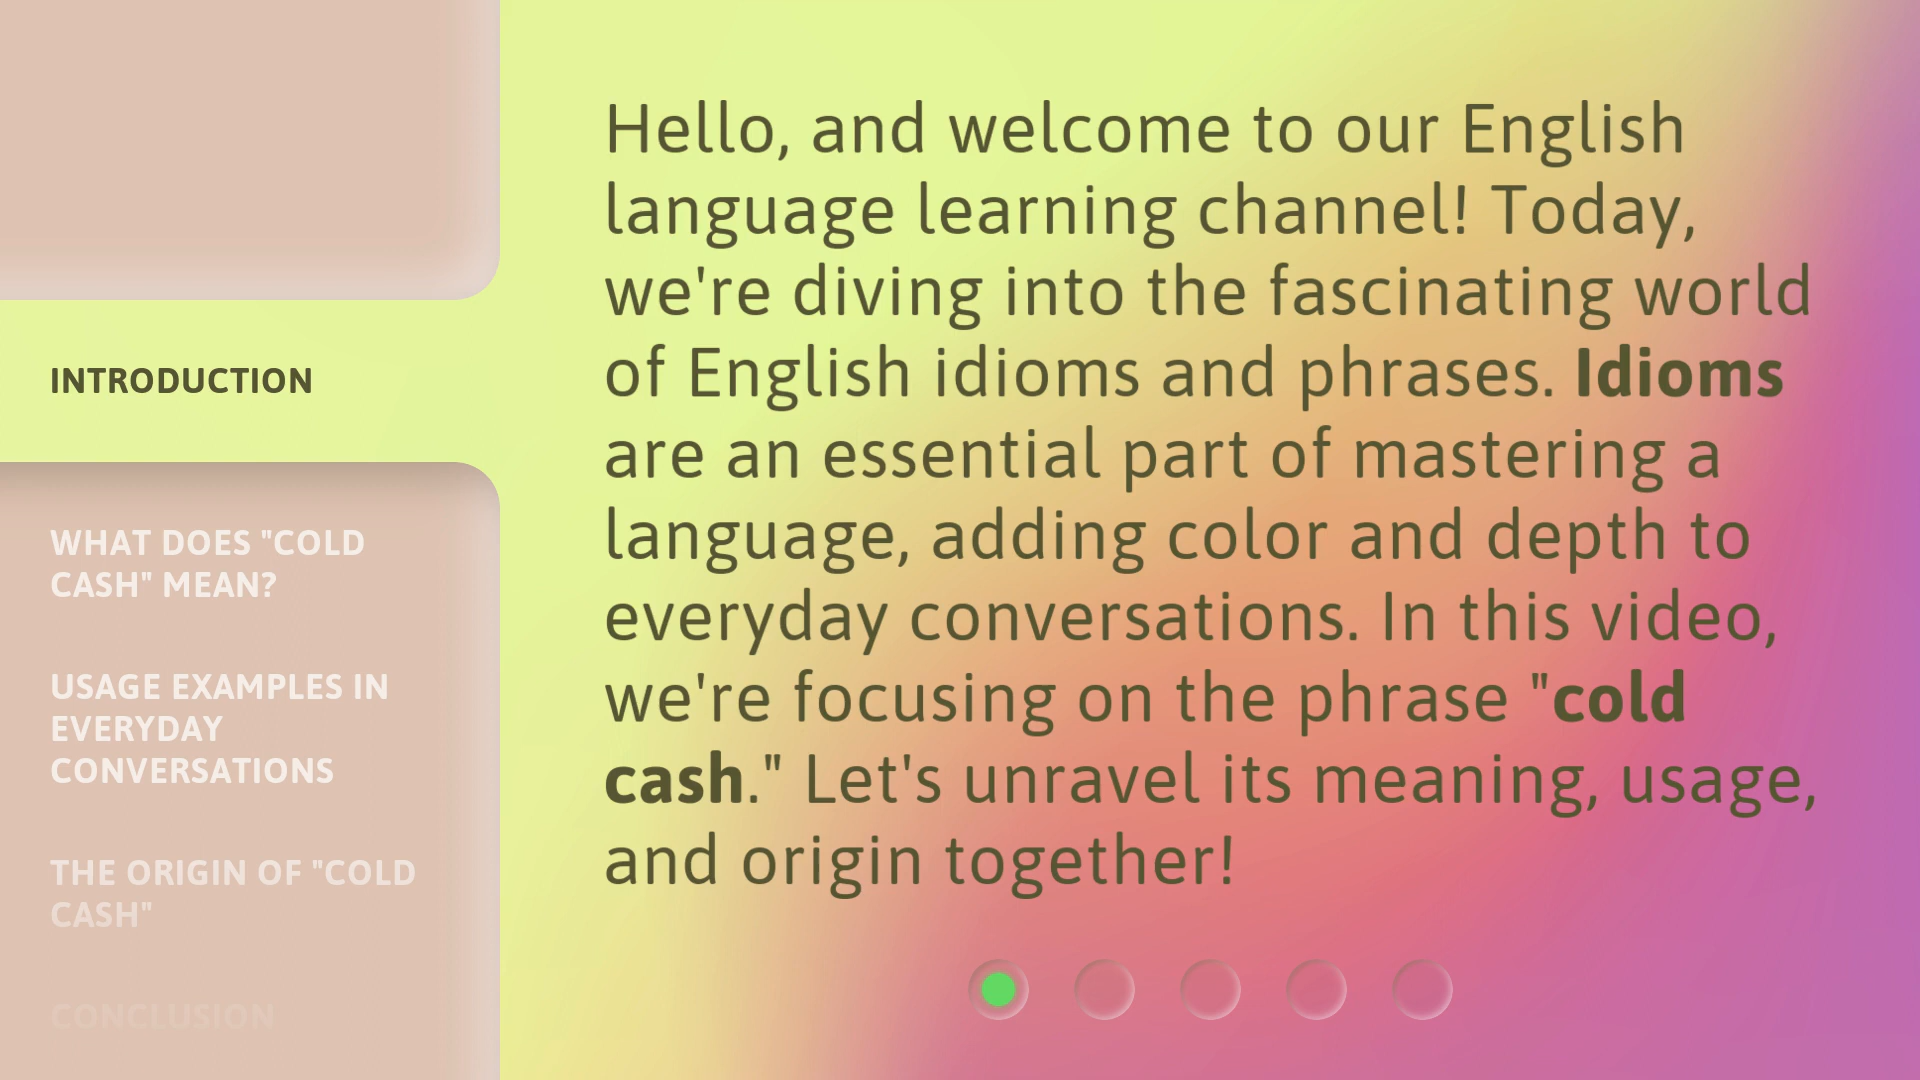 INTRODUCTION
WHAT DOES "COLD
CASH" MEAN?
USAGE EXAMPLES IN
EVERYDAY
CONVERSATIONS
THE ORIGIN OF "COLD
CASH"
CONCLUSION
Hello, and welcome to our English
language learning channel! Today,
we're diving into the fascinating world
of English idioms and phrases. Idioms
are an essential part of mastering a
language, adding color and depth to
everyday conversations. In this video,
we're focusing on the phrase "cold
cash." Let's unravel its meaning, usage,
and origin together!